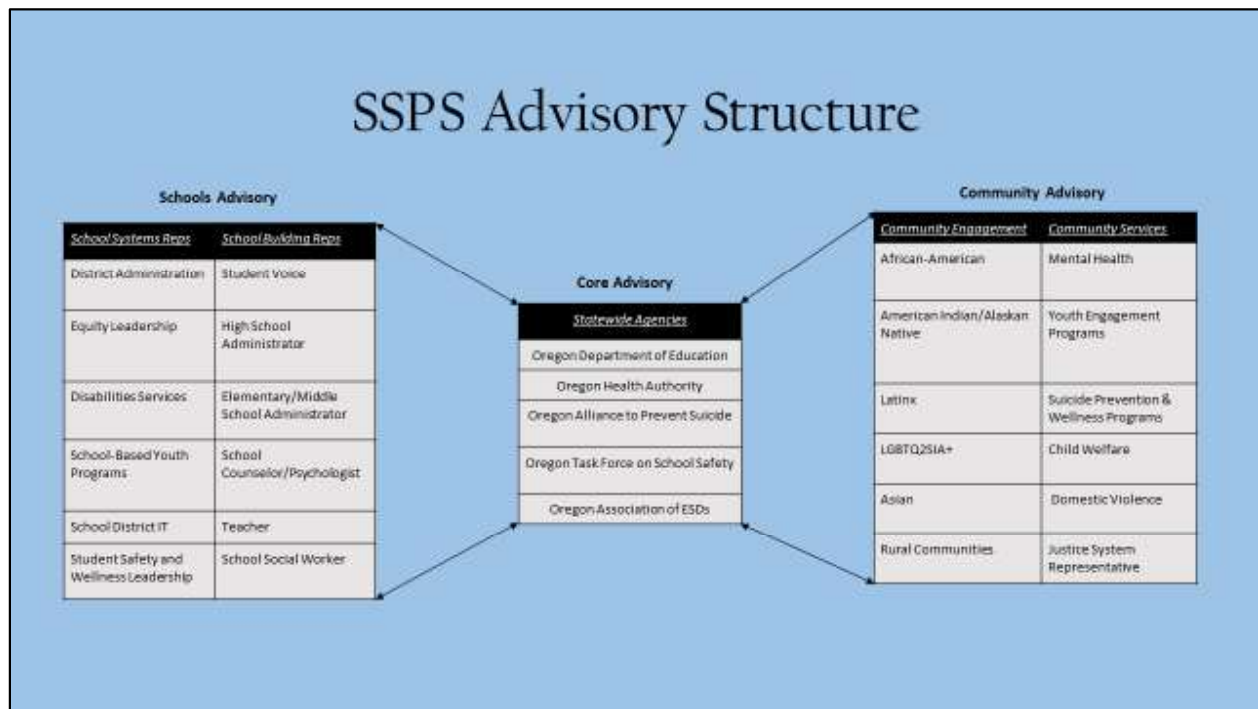 SSPS Advisory Structure
Schools Advisory
School Systems Reps
School Building Reps
District Administration
Student Voice
Equity Leadership
High School
Administrator
Disabilities Services
Elementary/Middle
School Administrator
School-Based Youth
Programs
School
Counselor/Psychologist
School District IT
Teacher
Student Safety and
Wellness Leadership
School Social Worker
Core Advisory
Statewide Agencies
Oregon Department of Education
Oregon Health Authority
Oregon Alliance to Prevent Suicide
Oregon Task Force on School Safety
Oregon Association of ESDs
Community Advisory
Community Engagement
Community Services
African-American
Mental Health
American Indian/Alaskan
Native
Youth Engagement
Programs
Latinx
Suicide Prevention &
Wellness Programs
LGBTQ2SIA+
Child Welfare
Asian
Domestic Violence
Rural Communities
Justice System
Representative